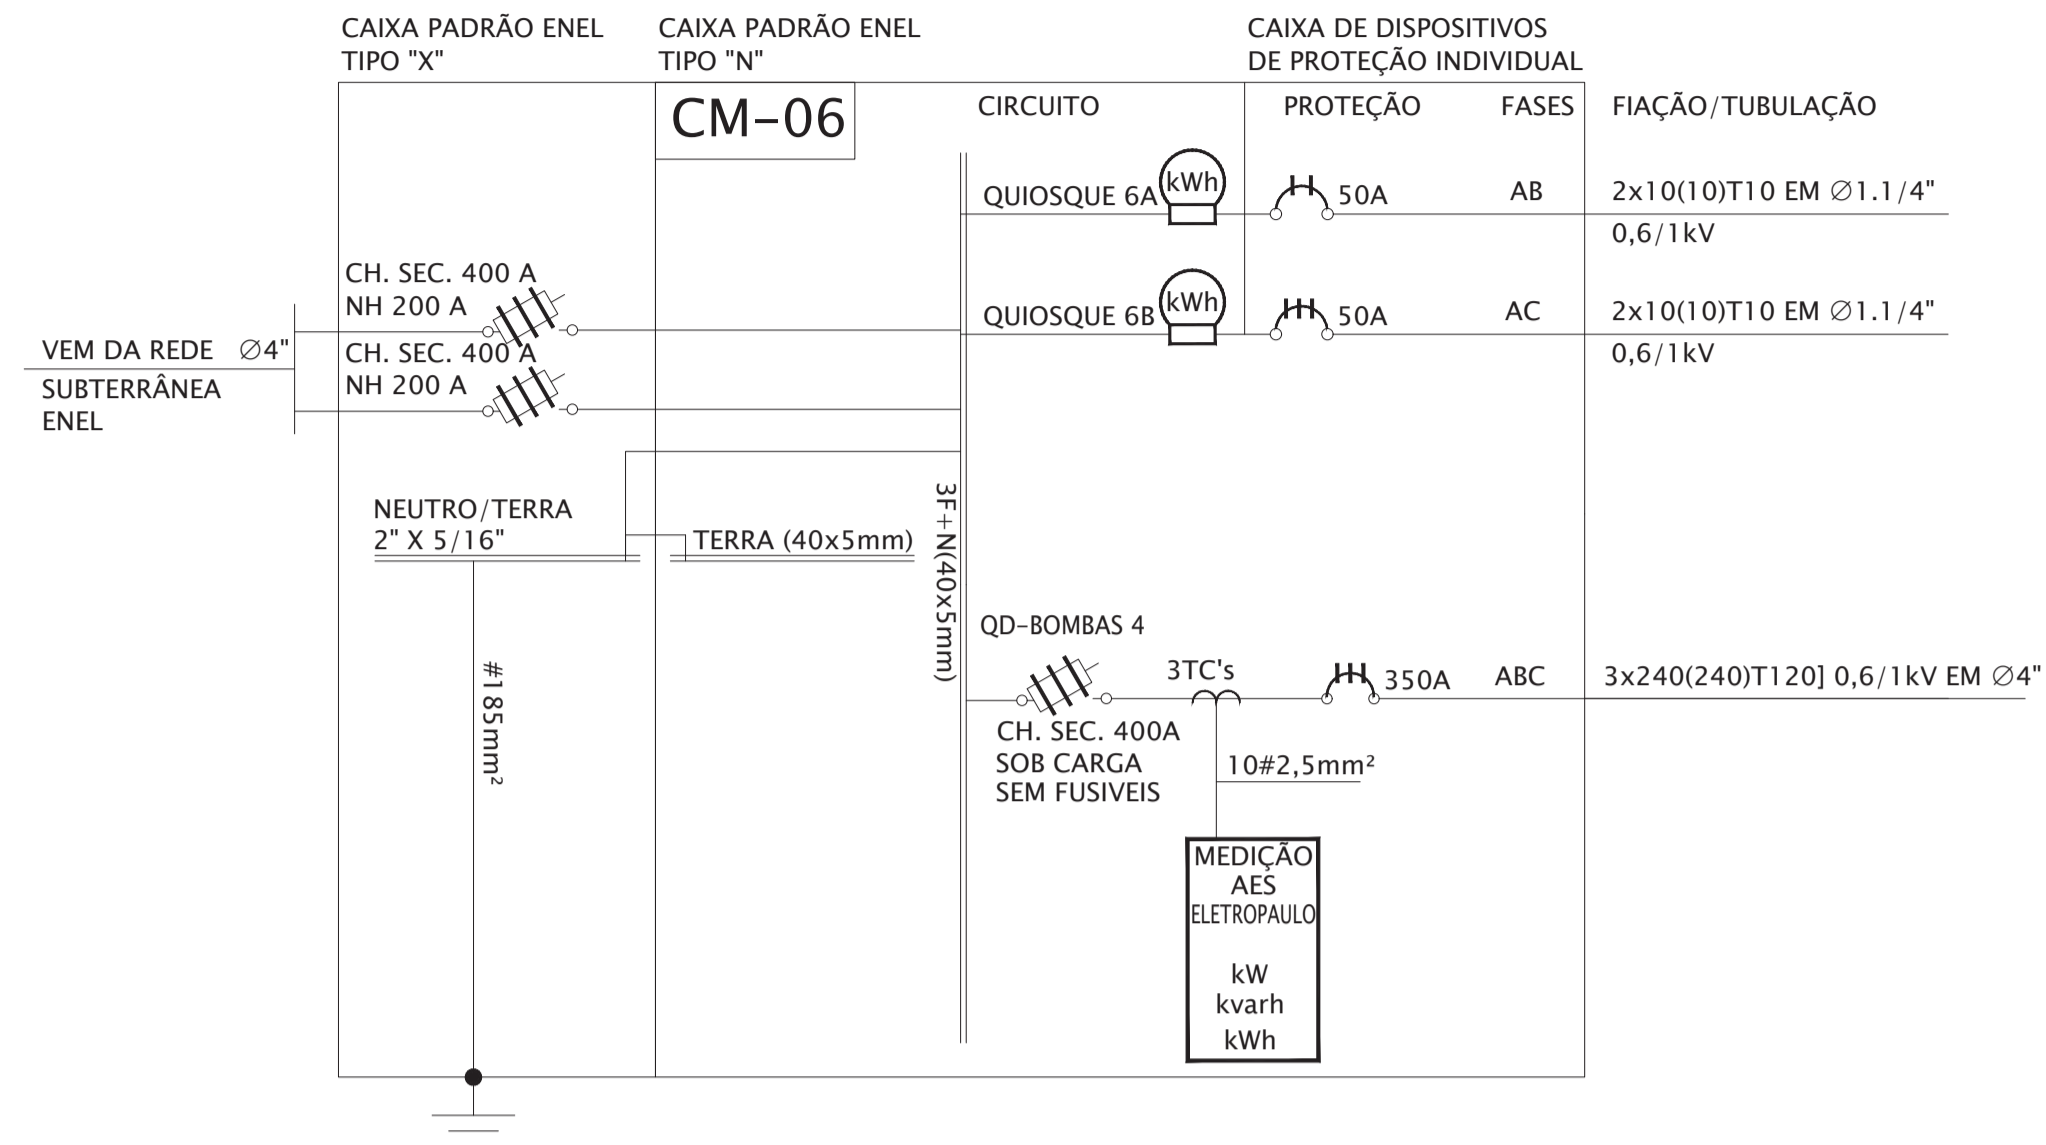 CAIXA PADRÃO ENEL
TIPO "X"
CAIXA PADRÃO ENEL
TIPO "N"
CAIXA DE DISPOSITIVOS
DE PROTEÇÃO INDIVIDUAL
CM-06
CIRCUITO
PROTEÇÃO
FASES
FIAÇÃO/TUBULAÇÃO
QUIOSQUE 6A
kWh
50A
AB
2x10(10)T10 EM Ø1.1/4"
0,6/1kV
QUIOSQUE 6B
kWh
50A
AC
2x10(10)T10 EM Ø1.1/4"
0,6/1kV
CH. SEC. 400 A
NH 200 A
CH. SEC. 400 A
NH 200 A
VEM DA REDE Ø4"
SUBTERRÂNEA
ENEL
NEUTRO/TERRA
2" X 5/16"
TERRA (40x5mm)
3F+N(40x5mm)
#185mm²
QD-BOMBAS 4
3TC's
350A
ABC
3x240(240)T120] 0,6/1kV EM Ø4"
CH. SEC. 400A
SOB CARGA
SEM FUSIVEIS
10#2,5mm²
MEDIÇÃO
AES
ELETROPAULO
kW
kvarh
kWh